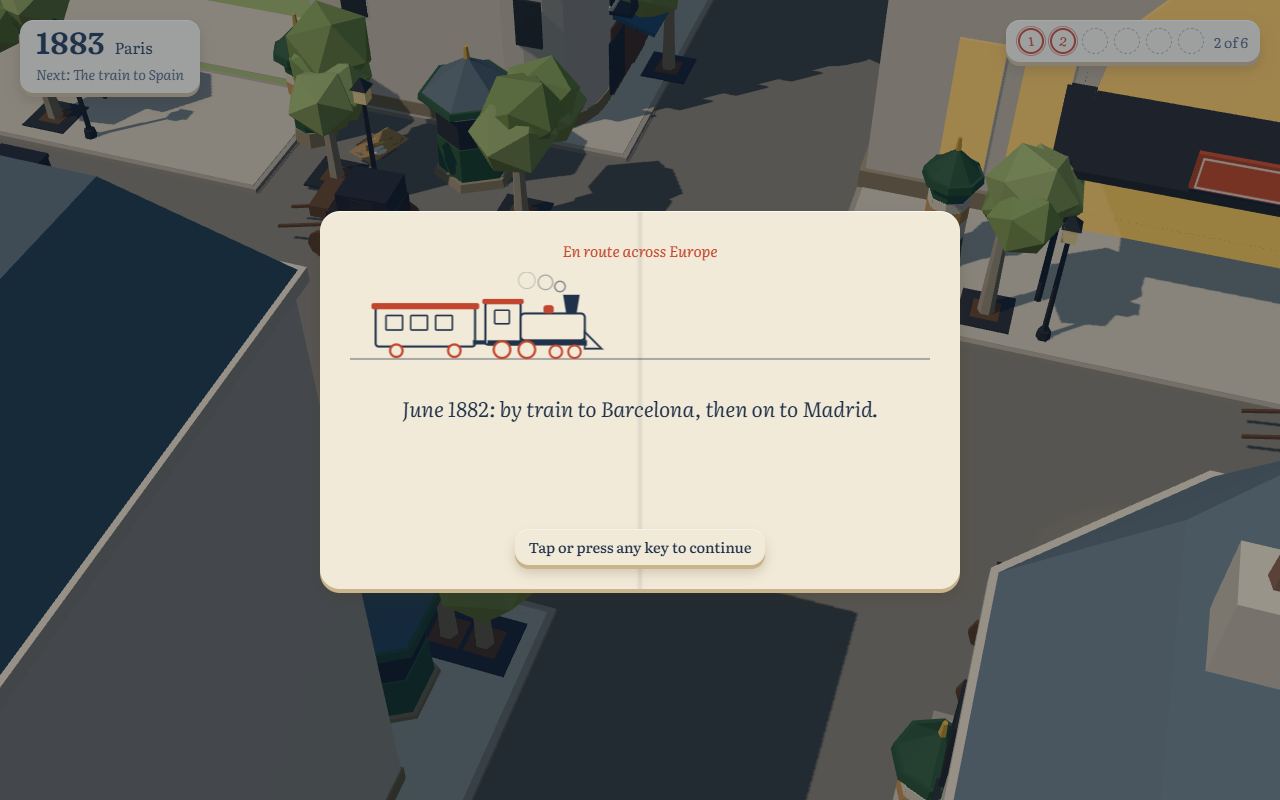 1883 Paris
Next: The train to Spain
1 2 2 of 6
En route across Europe
June 1882: by train to Barcelona, then on to Madrid.
Tap or press any key to continue